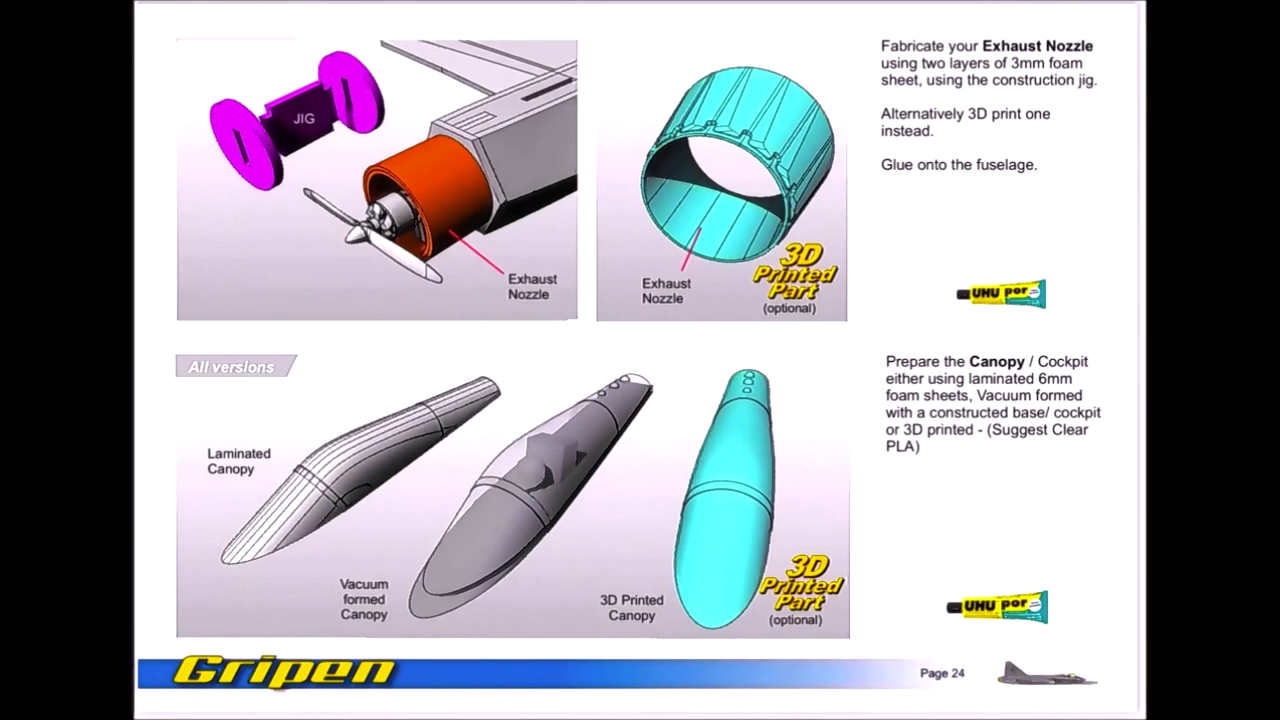 Fabricate your Exhaust Nozzle
using two layers of 3mm foam
sheet, using the construction jig.
Alternatively 3D print one
instead.
Glue onto the fuselage.
JIG
Exhaust
Nozzle
Exhaust
Nozzle
3D
Printed
Part
(optional)
UHU por
All versions
Prepare the Canopy / Cockpit
either using laminated 6mm
foam sheets, Vacuum formed
with a constructed base/ cockpit
or 3D printed - (Suggest Clear
PLA)
Laminated
Canopy
Vacuum
formed
Canopy
3D Printed
Canopy
3D
Printed
Part
(optional)
UHU por
Gripen
Page 24